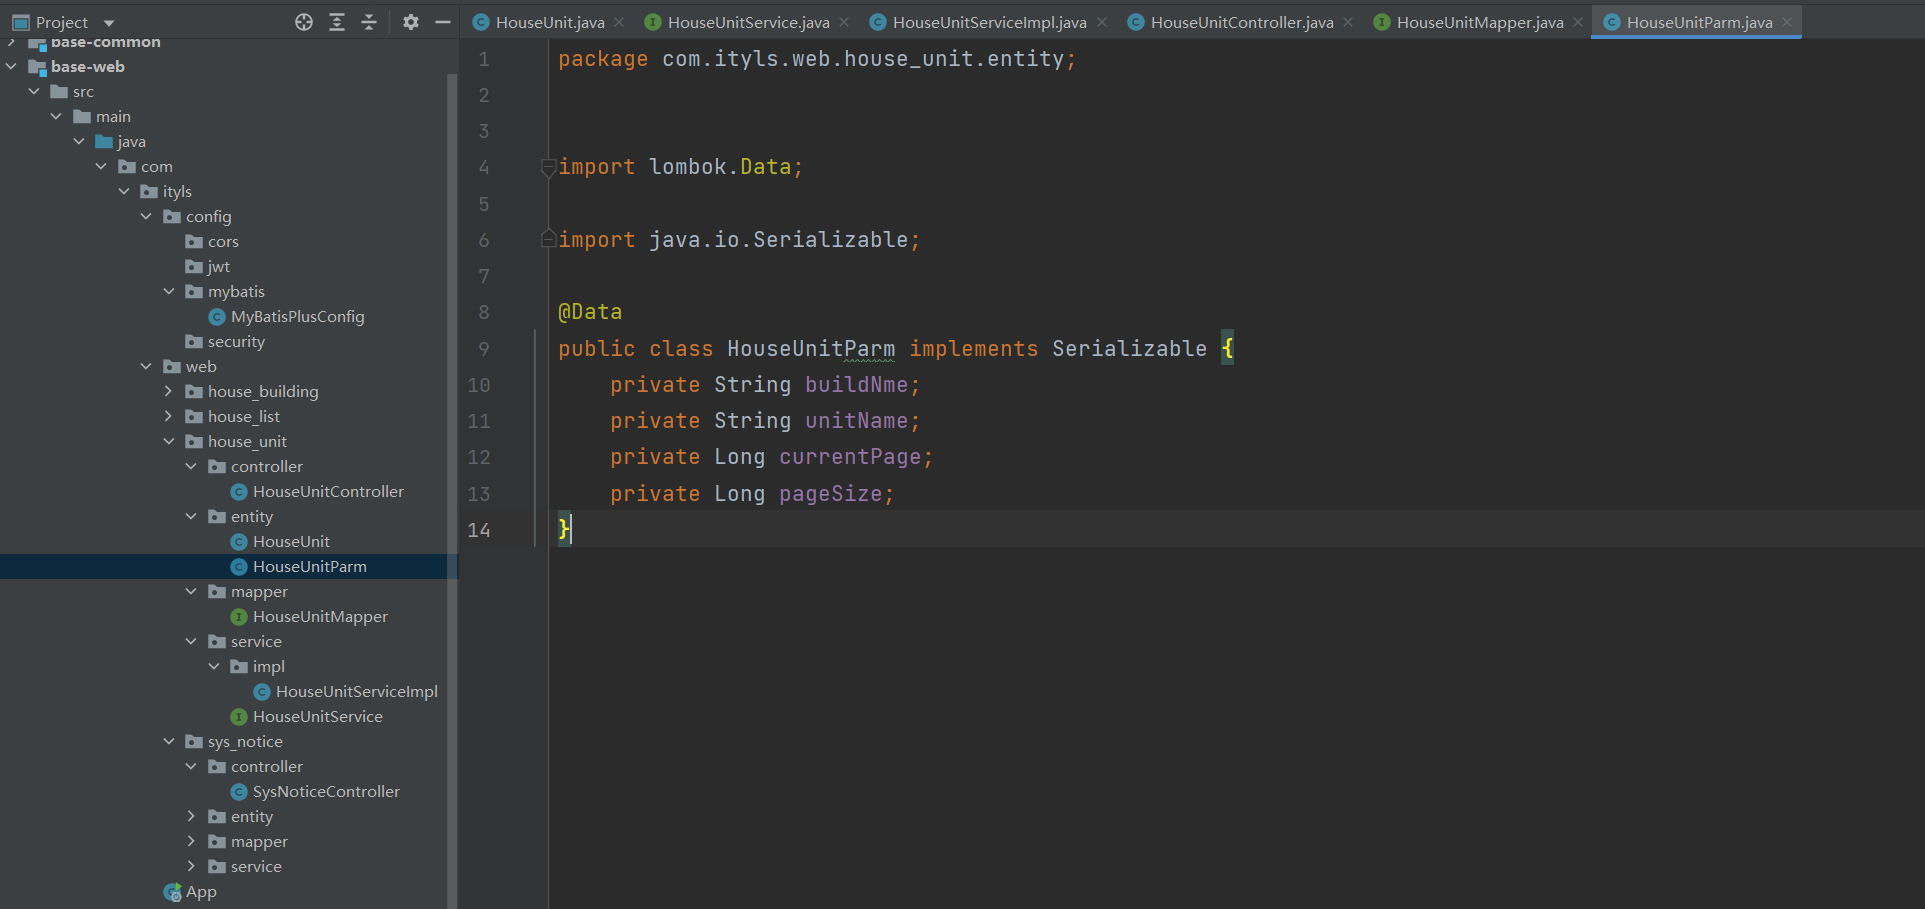 Project
base-common
base-web
src
main
java
com
ityls
config
cors
jwt
mybatis
MyBatisPlusConfig
security
web
house_building
house_list
house_unit
controller
HouseUnitController
entity
HouseUnit
HouseUnitParm
mapper
HouseUnitMapper
service
impl
HouseUnitServiceImpl
HouseUnitService
sys_notice
controller
SysNoticeController
entity
mapper
service
App
HouseUnit.java HouseUnitService.java HouseUnitServiceImpl.java HouseUnitController.java HouseUnitMapper.java HouseUnitParm.java
1 package com.ityls.web.house_unit.entity;
2
3
4 import lombok.Data;
5
6 import java.io.Serializable;
7
8 @Data
9 public class HouseUnitParm implements Serializable {
10 private String buildNme;
11 private String unitName;
12 private Long currentPage;
13 private Long pageSize;
14 }